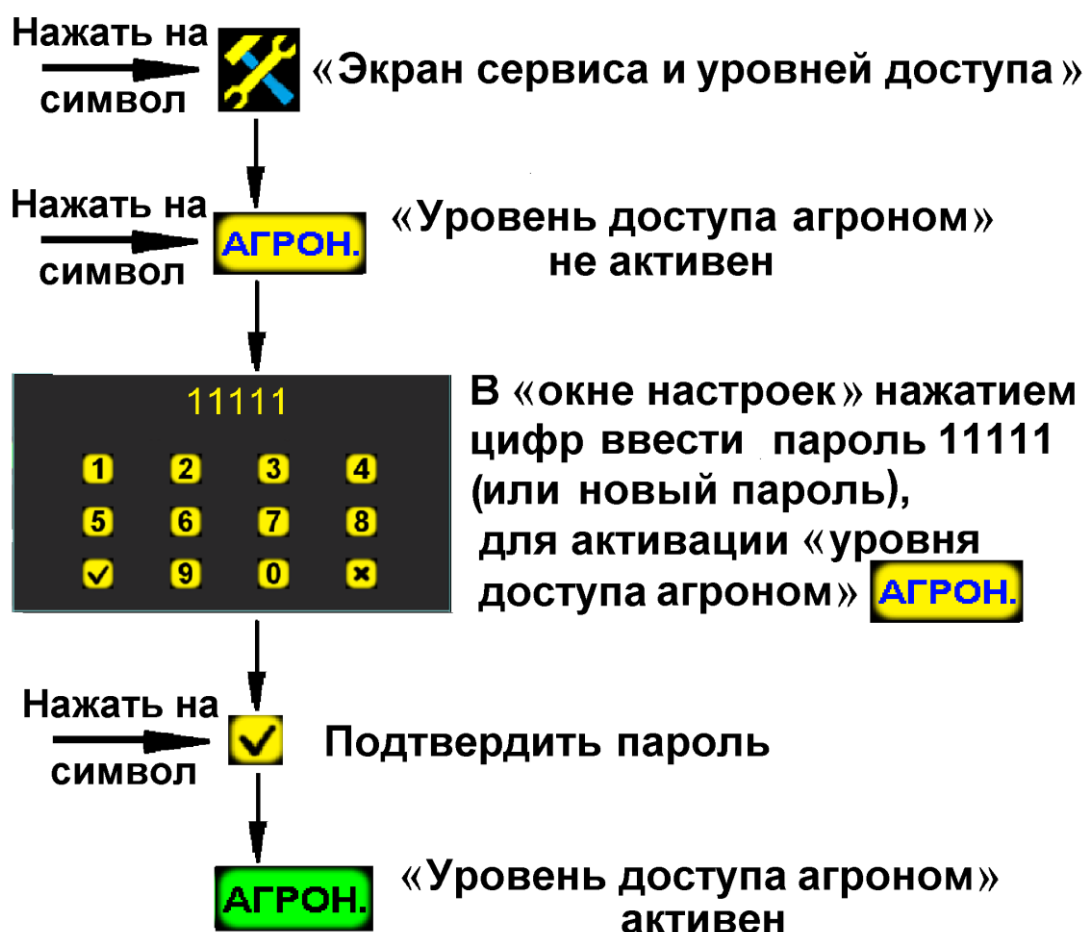 Нажать на
символ
«Экран сервиса и уровней доступа»
Нажать на
символ
АГРОН.
«Уровень доступа агроном»
не активен
11111
1 2 3 4
5 6 7 8
9 0
В «окне настроек» нажатием
цифр ввести пароль 11111
(или новый пароль),
для активации «уровня
доступа агроном» АГРОН.
Нажать на
символ
Подтвердить пароль
АГРОН.
«Уровень доступа агроном»
активен